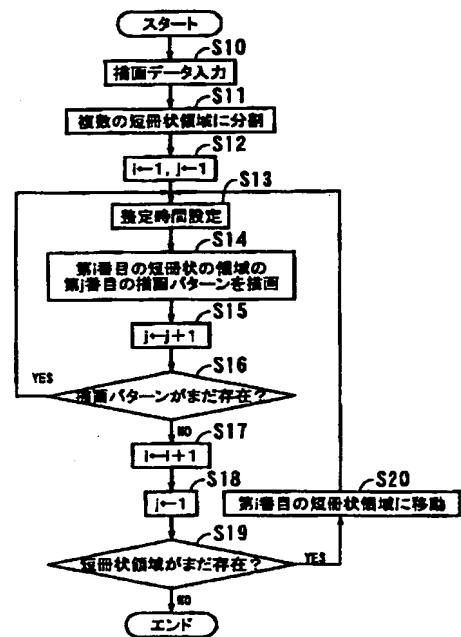 スタート
S10
描画データ入力
S11
複数の短冊状領域に分割
S12
i←1, j←1
S13
整定時間設定
S14
第i番目の短冊状の領域の
第j番目の描画パターンを描画
S15
j←j+1
S16
描画パターンがまだ存在？
YES
NO
S17
i←i+1
S18
j←1
S20
第i番目の短冊状領域に移動
S19
短冊状領域がまだ存在？
YES
NO
エンド